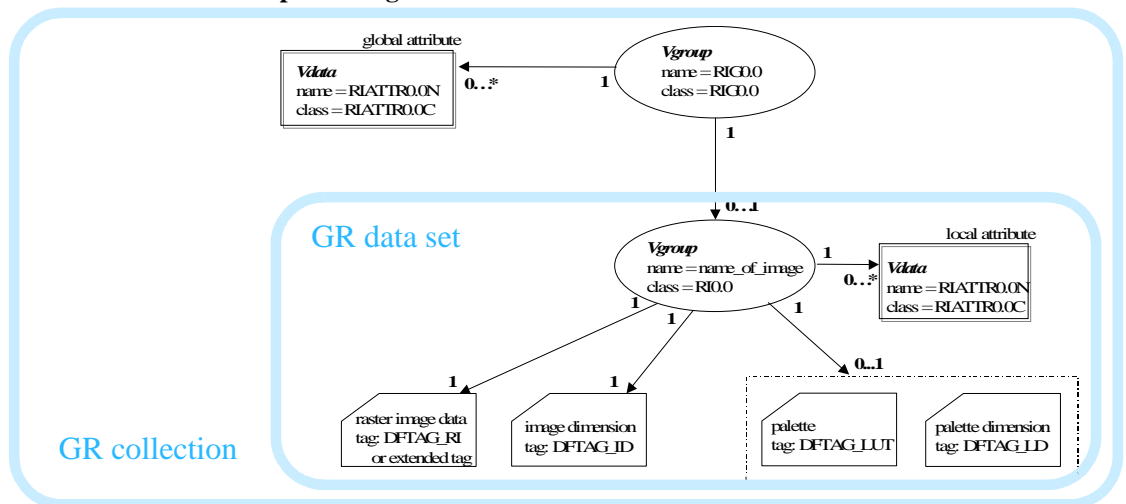 global attribute
Vdata
name = RIATTR0.0N
class = RIATTR0.0C
0…*
1
Vgroup
name = RIG0.0
class = RIG0.0
1
0…1
GR data set
Vgroup
name = name_of_image
class = RI0.0
1
0…*
local attribute
Vdata
name = RIATTR0.0N
class = RIATTR0.0C
1
1
1
1
1
0...1
raster image data
tag: DFTAG_RI
or extended tag
image dimension
tag: DFTAG_ID
palette
tag: DFTAG_LUT
palette dimension
tag: DFTAG_LD
GR collection